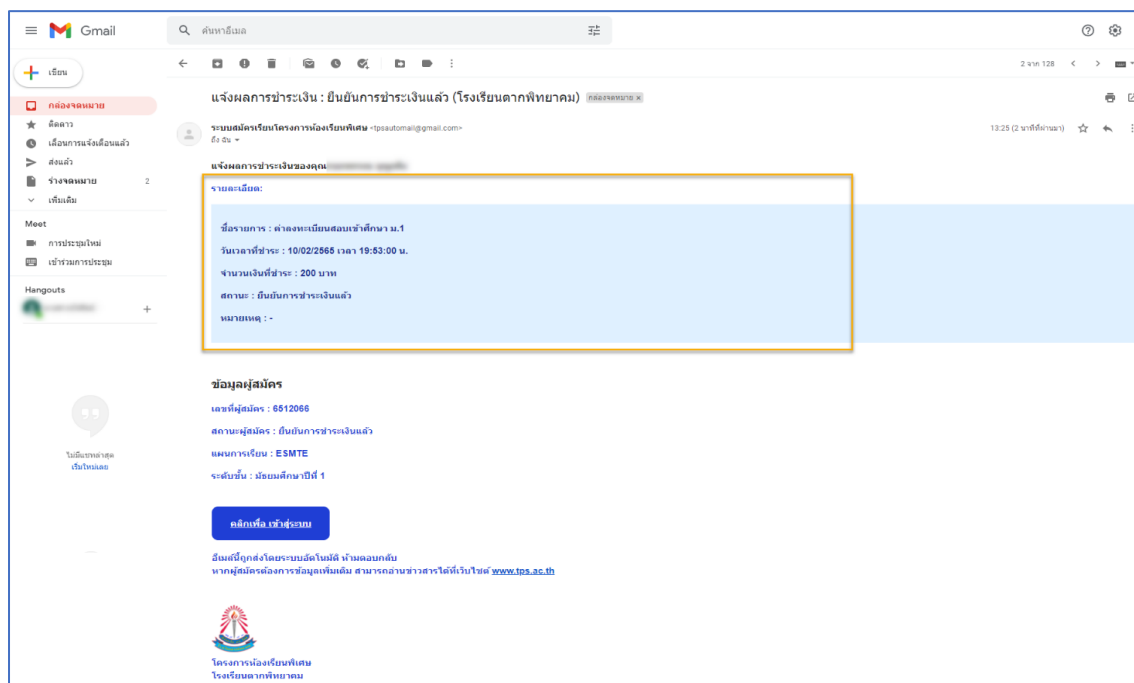 Gmail
ค้นหาอีเมล
เขียน
2 จาก 128
กล่องจดหมาย
ติดดาว
เลื่อนการแจ้งเตือนแล้ว
ส่งแล้ว
ร่างจดหมาย 2
เพิ่มเติม
Meet
การประชุมใหม่
เข้าร่วมการประชุม
Hangouts
ไม่มีแชทล่าสุด
เริ่มใหม่เลย
แจ้งผลการชำระเงิน : ยืนยันการชำระเงินแล้ว (โรงเรียนตากพิทยาคม) กล่องจดหมาย x
ระบบสมัครเรียนโครงการห้องเรียนพิเศษ <tpsautomail@gmail.com> 13:25 (2 นาทีที่ผ่านมา)
ถึง ฉัน
แจ้งผลการชำระเงินของคุณ
รายละเอียด:
ชื่อรายการ : ค่าลงทะเบียนสอบเข้าศึกษา ม.1
วันเวลาที่ชำระ : 10/02/2565 เวลา 19:53:00 น.
จำนวนเงินที่ชำระ : 200 บาท
สถานะ : ยืนยันการชำระเงินแล้ว
หมายเหตุ : -
ข้อมูลผู้สมัคร
เลขที่ผู้สมัคร : 6512066
สถานะผู้สมัคร : ยืนยันการชำระเงินแล้ว
แผนการเรียน : ESMTE
ระดับชั้น : มัธยมศึกษาปีที่ 1
คลิกเพื่อ เข้าสู่ระบบ
อีเมล์นี้ถูกส่งโดยระบบอัตโนมัติ ห้ามตอบกลับ
หากผู้สมัครต้องการข้อมูลเพิ่มเติม สามารถอ่านข่าวสารได้ที่เว็บไซต์ www.tps.ac.th
โครงการห้องเรียนพิเศษ
โรงเรียนตากพิทยาคม